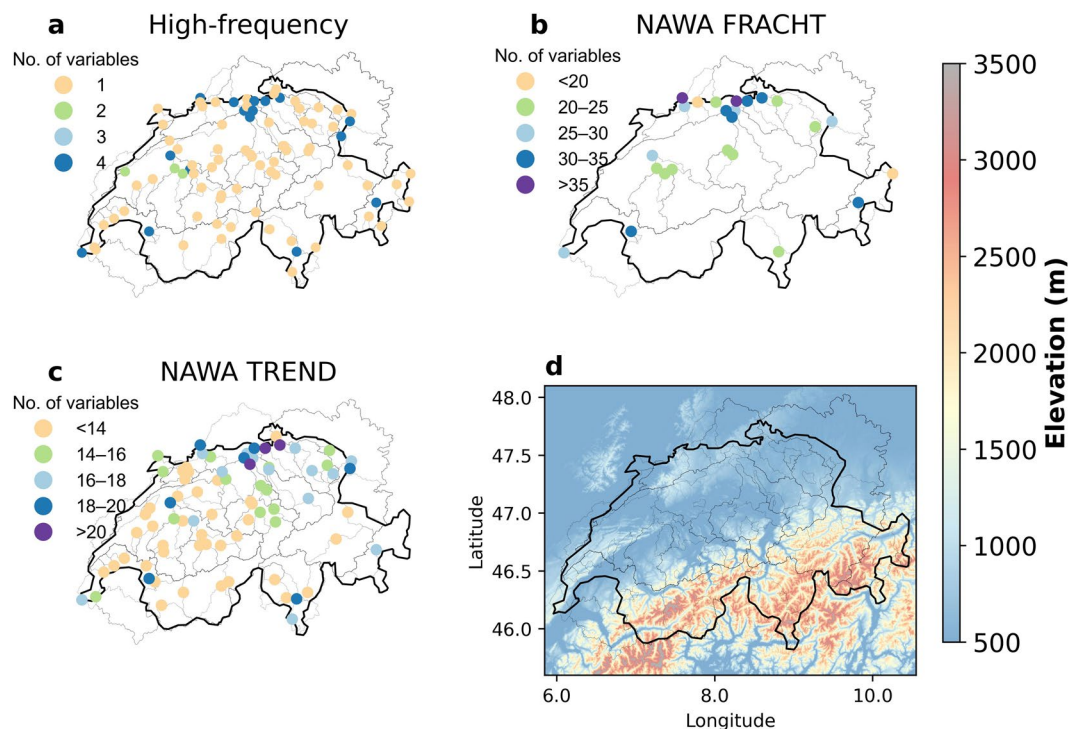 a
High-frequency
No. of variables
1
2
3
4
b
NAWA FRACHT
No. of variables
<20
20–25
25–30
30–35
>35
c
NAWA TREND
No. of variables
<14
14–16
16–18
18–20
>20
d
48.0
47.5
47.0
46.5
46.0
Latitude
6.0
8.0
10.0
Longitude
3500
3000
2500
2000
1500
1000
500
Elevation (m)